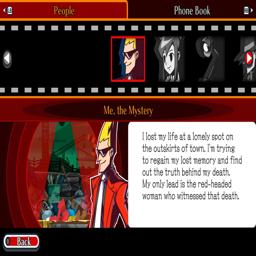 People
Phone Book
Me, the Mystery
I lost my life at a lonely spot on
the outskirts of town. I'm trying
to regain my lost memory and find
out the truth behind my death.
My only lead is the red-headed
woman who witnessed that death.
Back